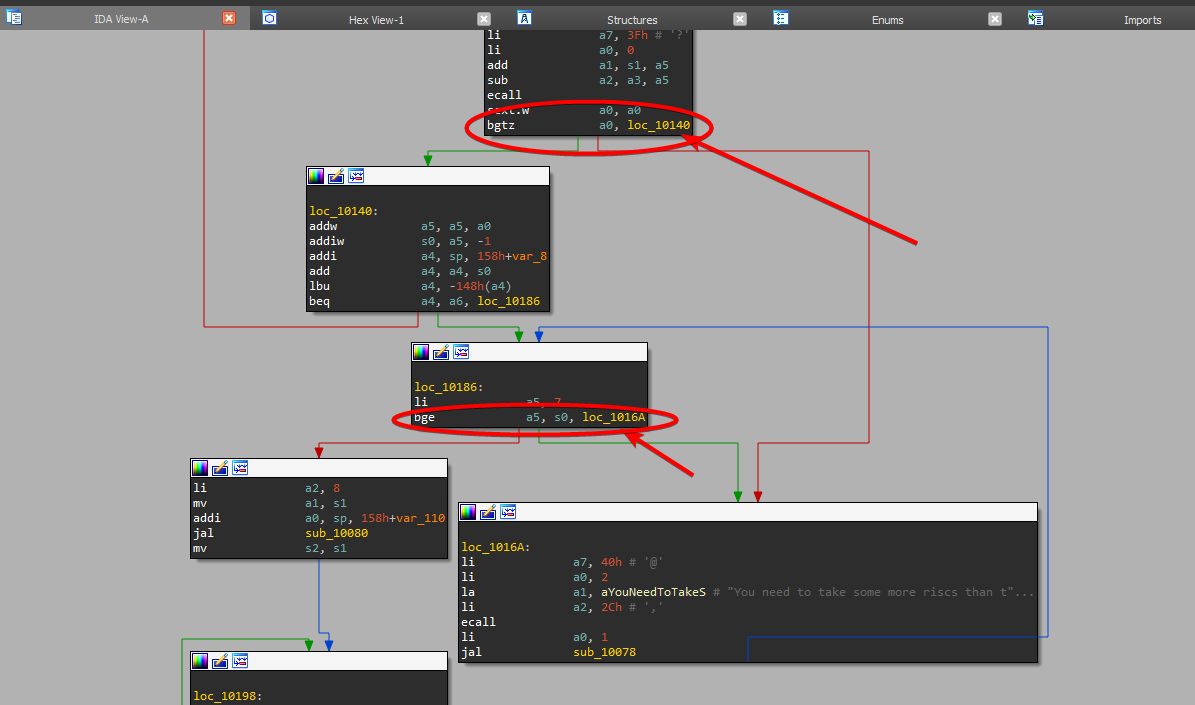 IDA View-A Hex View-1 Structures Enums Imports
li a7, 3Fh # '?'
li a0, 0
add a1, s1, a5
sub a2, a3, a5
ecall
sext.w a0, a0
bgtz a0, loc_10140
loc_10140:
addw a5, a5, a0
addiw s0, a5, -1
addi a4, sp, 158h+var_8
add a4, a4, s0
lbu a4, -148h(a4)
beq a4, a6, loc_10186
loc_10186:
li a5, 7
bge a5, s0, loc_1016A
li a2, 8
mv a1, s1
addi a0, sp, 158h+var_110
jal sub_10080
mv s2, s1
loc_1016A:
li a7, 40h # '@'
li a0, 2
la a1, aYouNeedToTakeS # "You need to take some more riscs than t"...
li a2, 2Ch # ','
ecall
li a0, 1
jal sub_10078
loc_10198: